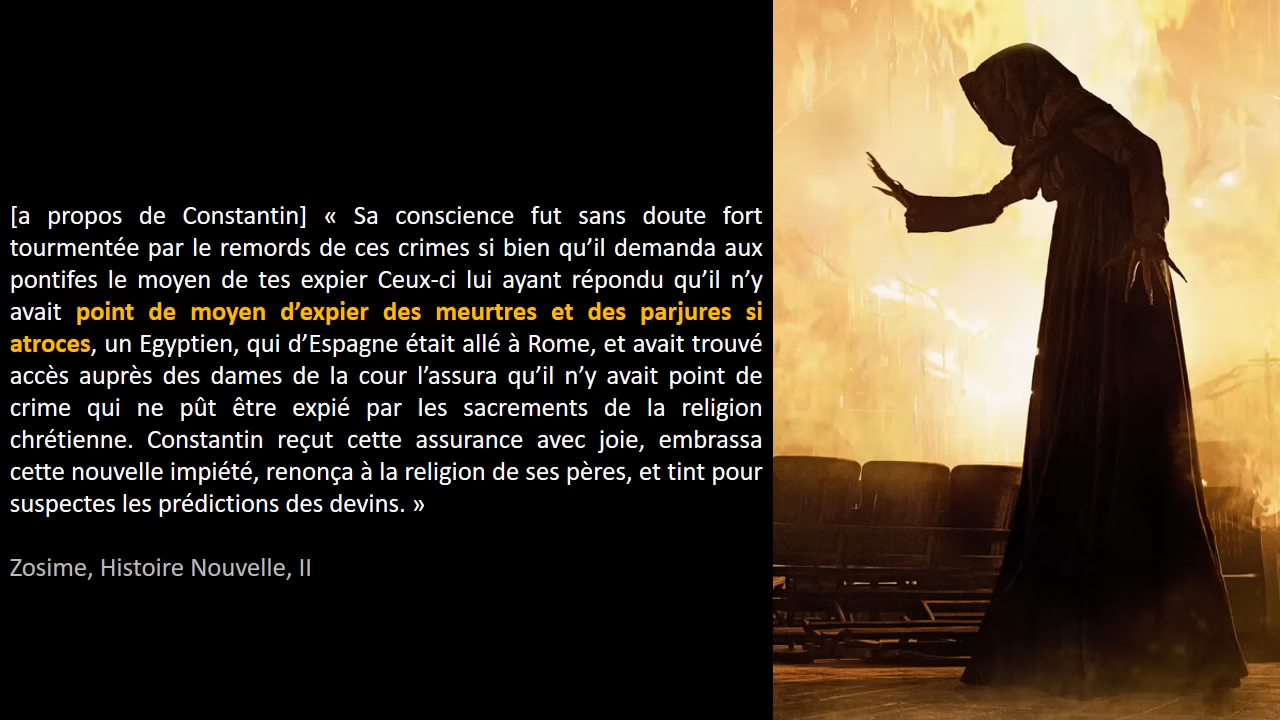 [a propos de Constantin] « Sa conscience fut sans doute fort
tourmentée par le remords de ces crimes si bien qu’il demanda aux
pontifes le moyen de tes expier Ceux-ci lui ayant répondu qu’il n’y
avait point de moyen d’expier des meurtres et des parjures si
atroces, un Egyptien, qui d’Espagne était allé à Rome, et avait trouvé
accès auprès des dames de la cour l’assura qu’il n’y avait point de
crime qui ne pût être expié par les sacrements de la religion
chrétienne. Constantin reçut cette assurance avec joie, embrassa
cette nouvelle impiété, renonça à la religion de ses pères, et tint pour
suspectes les prédictions des devins. »
Zosime, Histoire Nouvelle, II